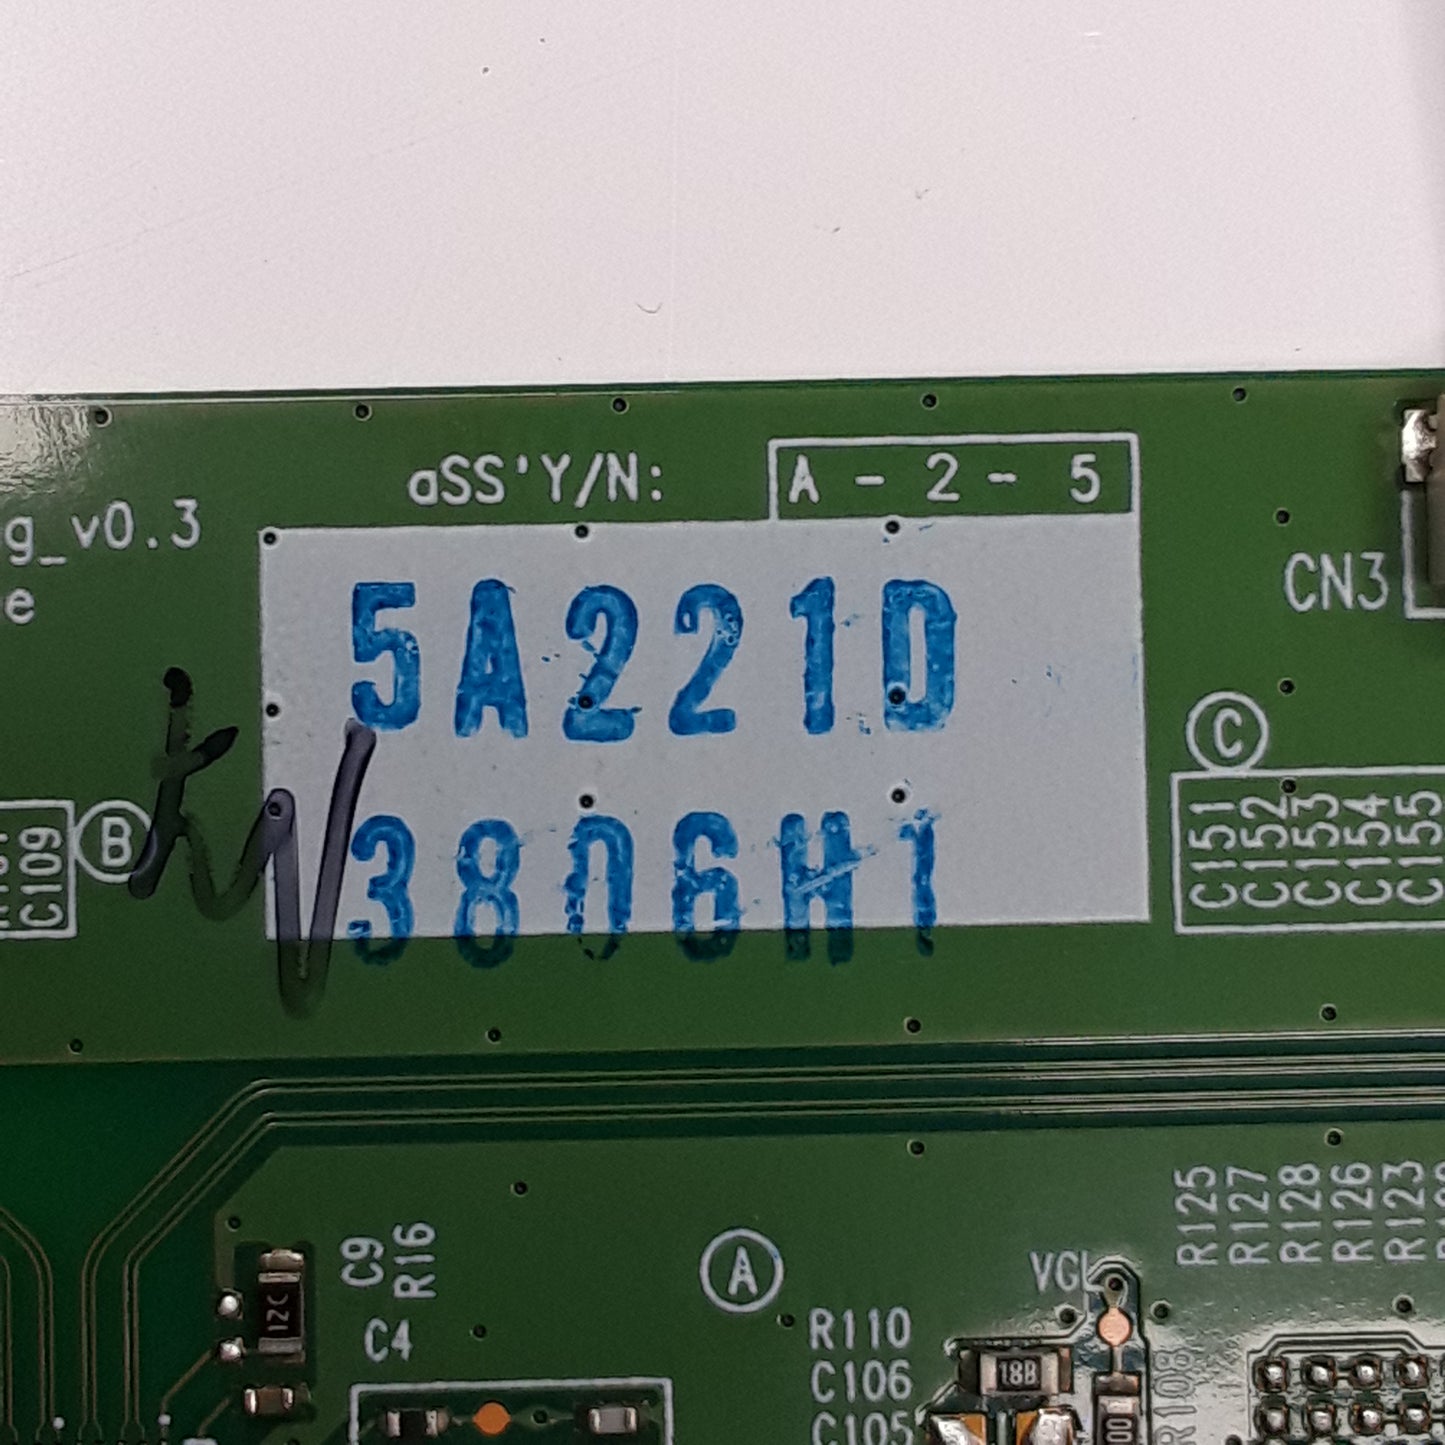 aSS'Y/N: A - 2 - 5
g_v0.3
e
5A221D
3806H1
CN3
B
C109
C
C151
C152
C153
C154
C155
R125
R127
R128
R126
R123
C9
R16
12C
C4
A
VGL
R110
C106
C105
18B
R108